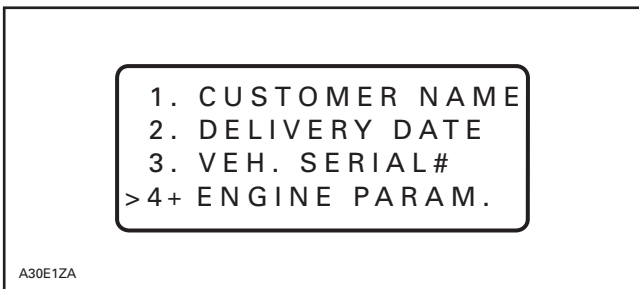 1. CUSTOMER NAME
2. DELIVERY DATE
3. VEH. SERIAL#
>4+ ENGINE PARAM.
A30E1ZA